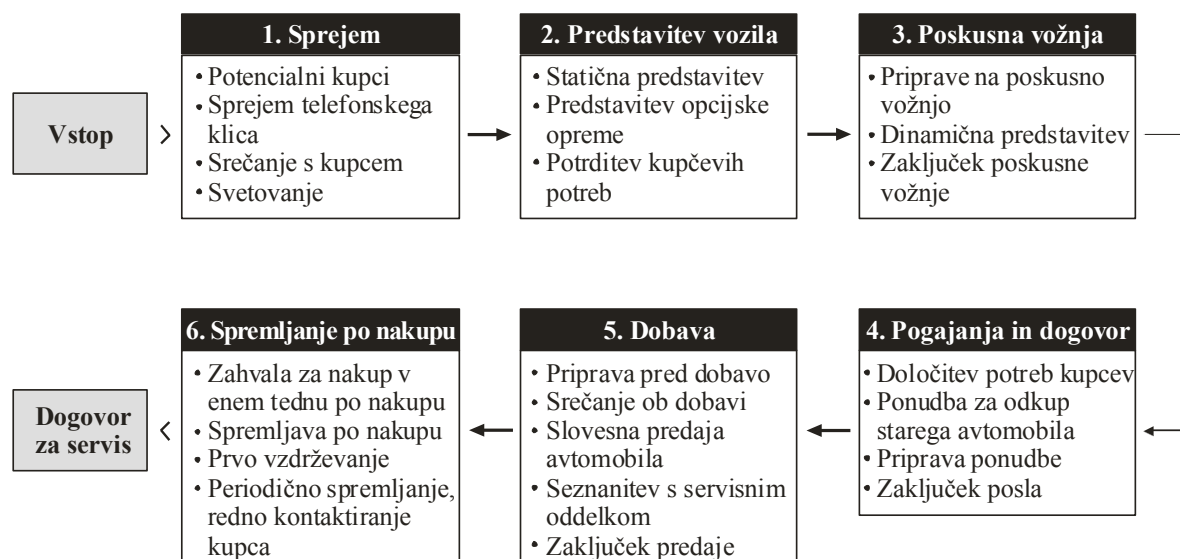 Vstop
1. Sprejem
• Potencialni kupci
• Sprejem telefonskega
klica
• Srečanje s kupcem
• Svetovanje
2. Predstavitev vozila
• Statična predstavitev
• Predstavitev opcijske
opreme
• Potrditev kupčevih
potreb
3. Poskusna vožnja
• Priprave na poskusno
vožnjo
• Dinamična predstavitev
• Zaključek poskusne
vožnje
4. Pogajanja in dogovor
• Določitev potreb kupcev
• Ponudba za odkup
starega avtomobila
• Priprava ponudbe
• Zaključek posla
5. Dobava
• Priprava pred dobavo
• Srečanje ob dobavi
• Slovesna predaja
avtomobila
• Seznanitev s servisnim
oddelkom
• Zaključek predaje
6. Spremljanje po nakupu
• Zahvala za nakup v
enem tednu po nakupu
• Spremljava po nakupu
• Prvo vzdrževanje
• Periodično spremljanje,
redno kontaktiranje
kupca
Dogovor
za servis